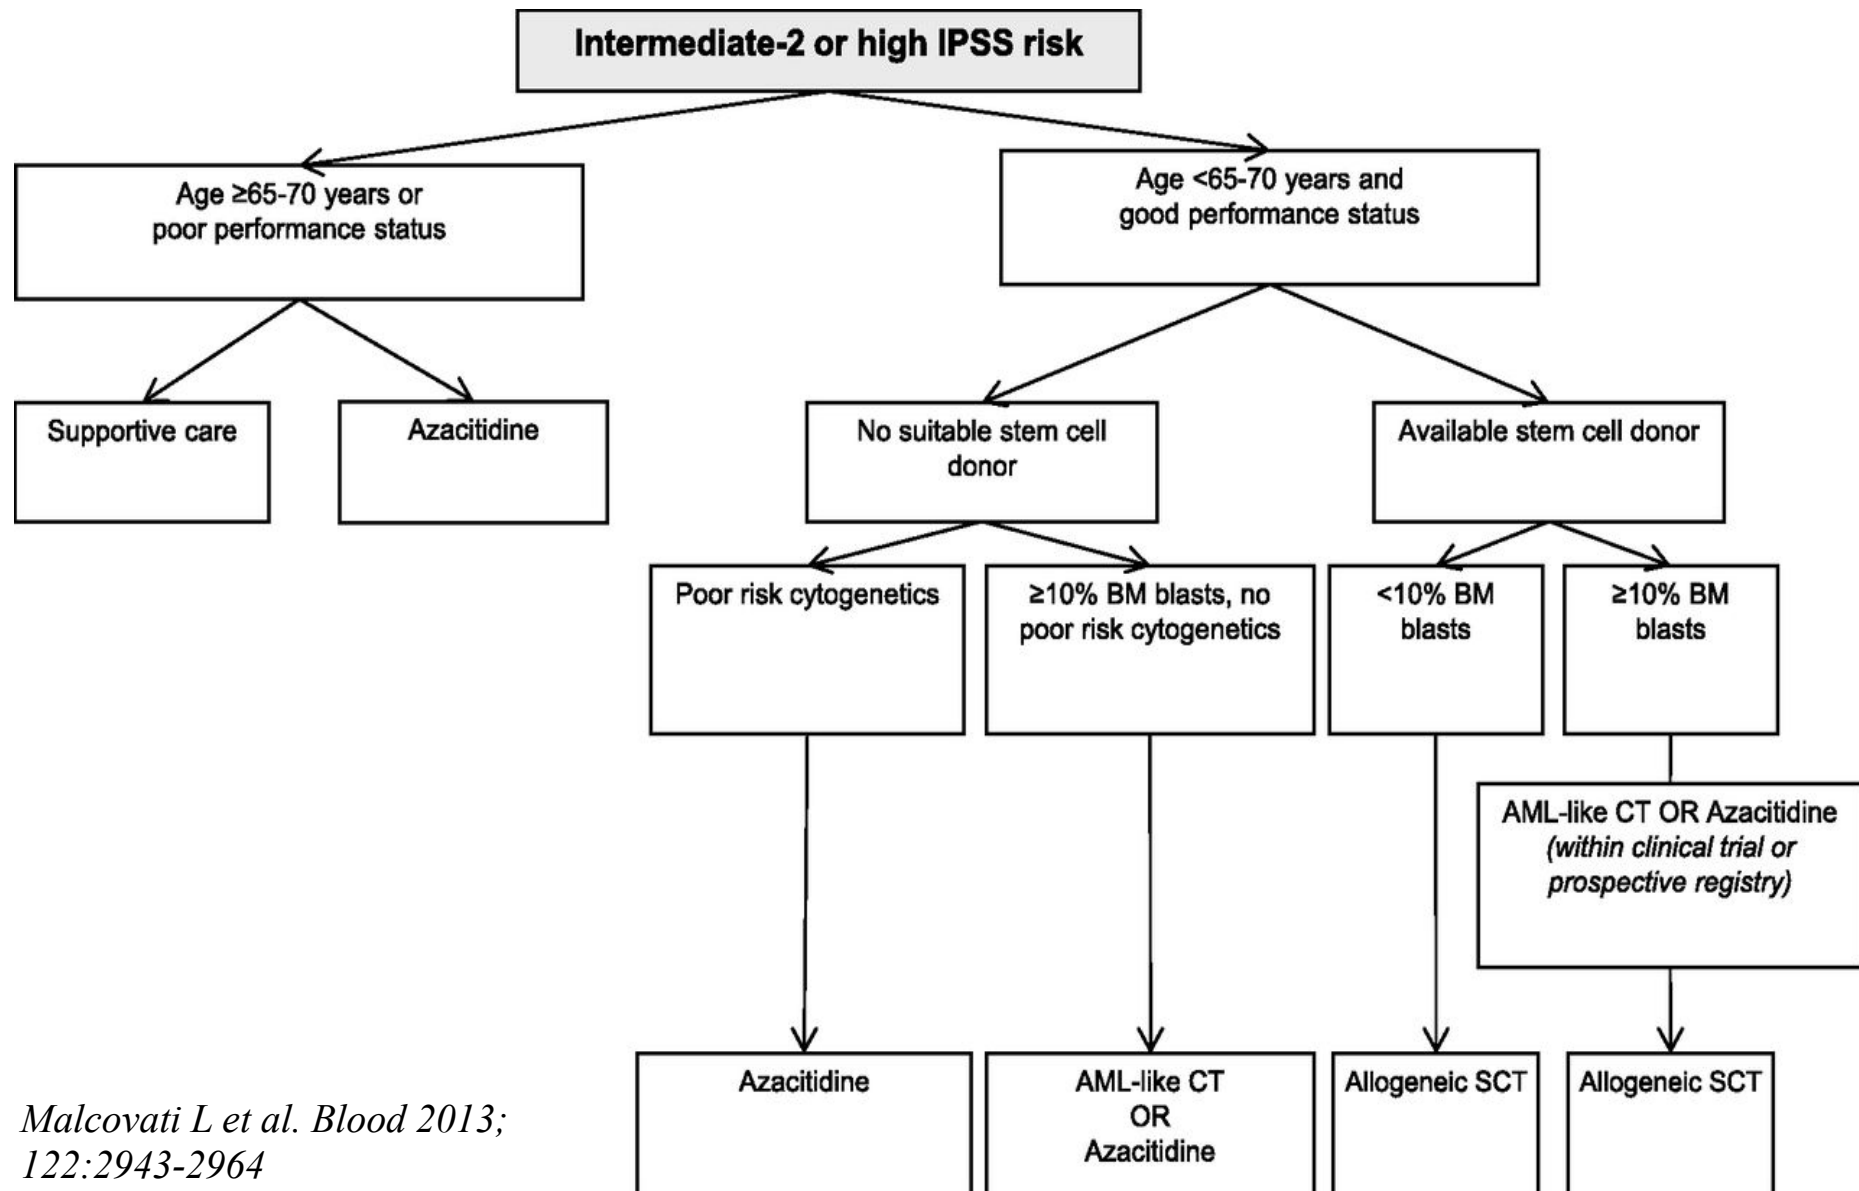 Intermediate-2 or high IPSS risk
Age ≥65-70 years or
poor performance status
Age <65-70 years and
good performance status
Supportive care
Azacitidine
No suitable stem cell
donor
Available stem cell donor
Poor risk cytogenetics
≥10% BM blasts, no
poor risk cytogenetics
<10% BM
blasts
≥10% BM
blasts
AML-like CT OR Azacitidine
(within clinical trial or
prospective registry)
Azacitidine
AML-like CT
OR
Azacitidine
Allogeneic SCT
Allogeneic SCT
Malcovati L et al. Blood 2013;
122:2943-2964